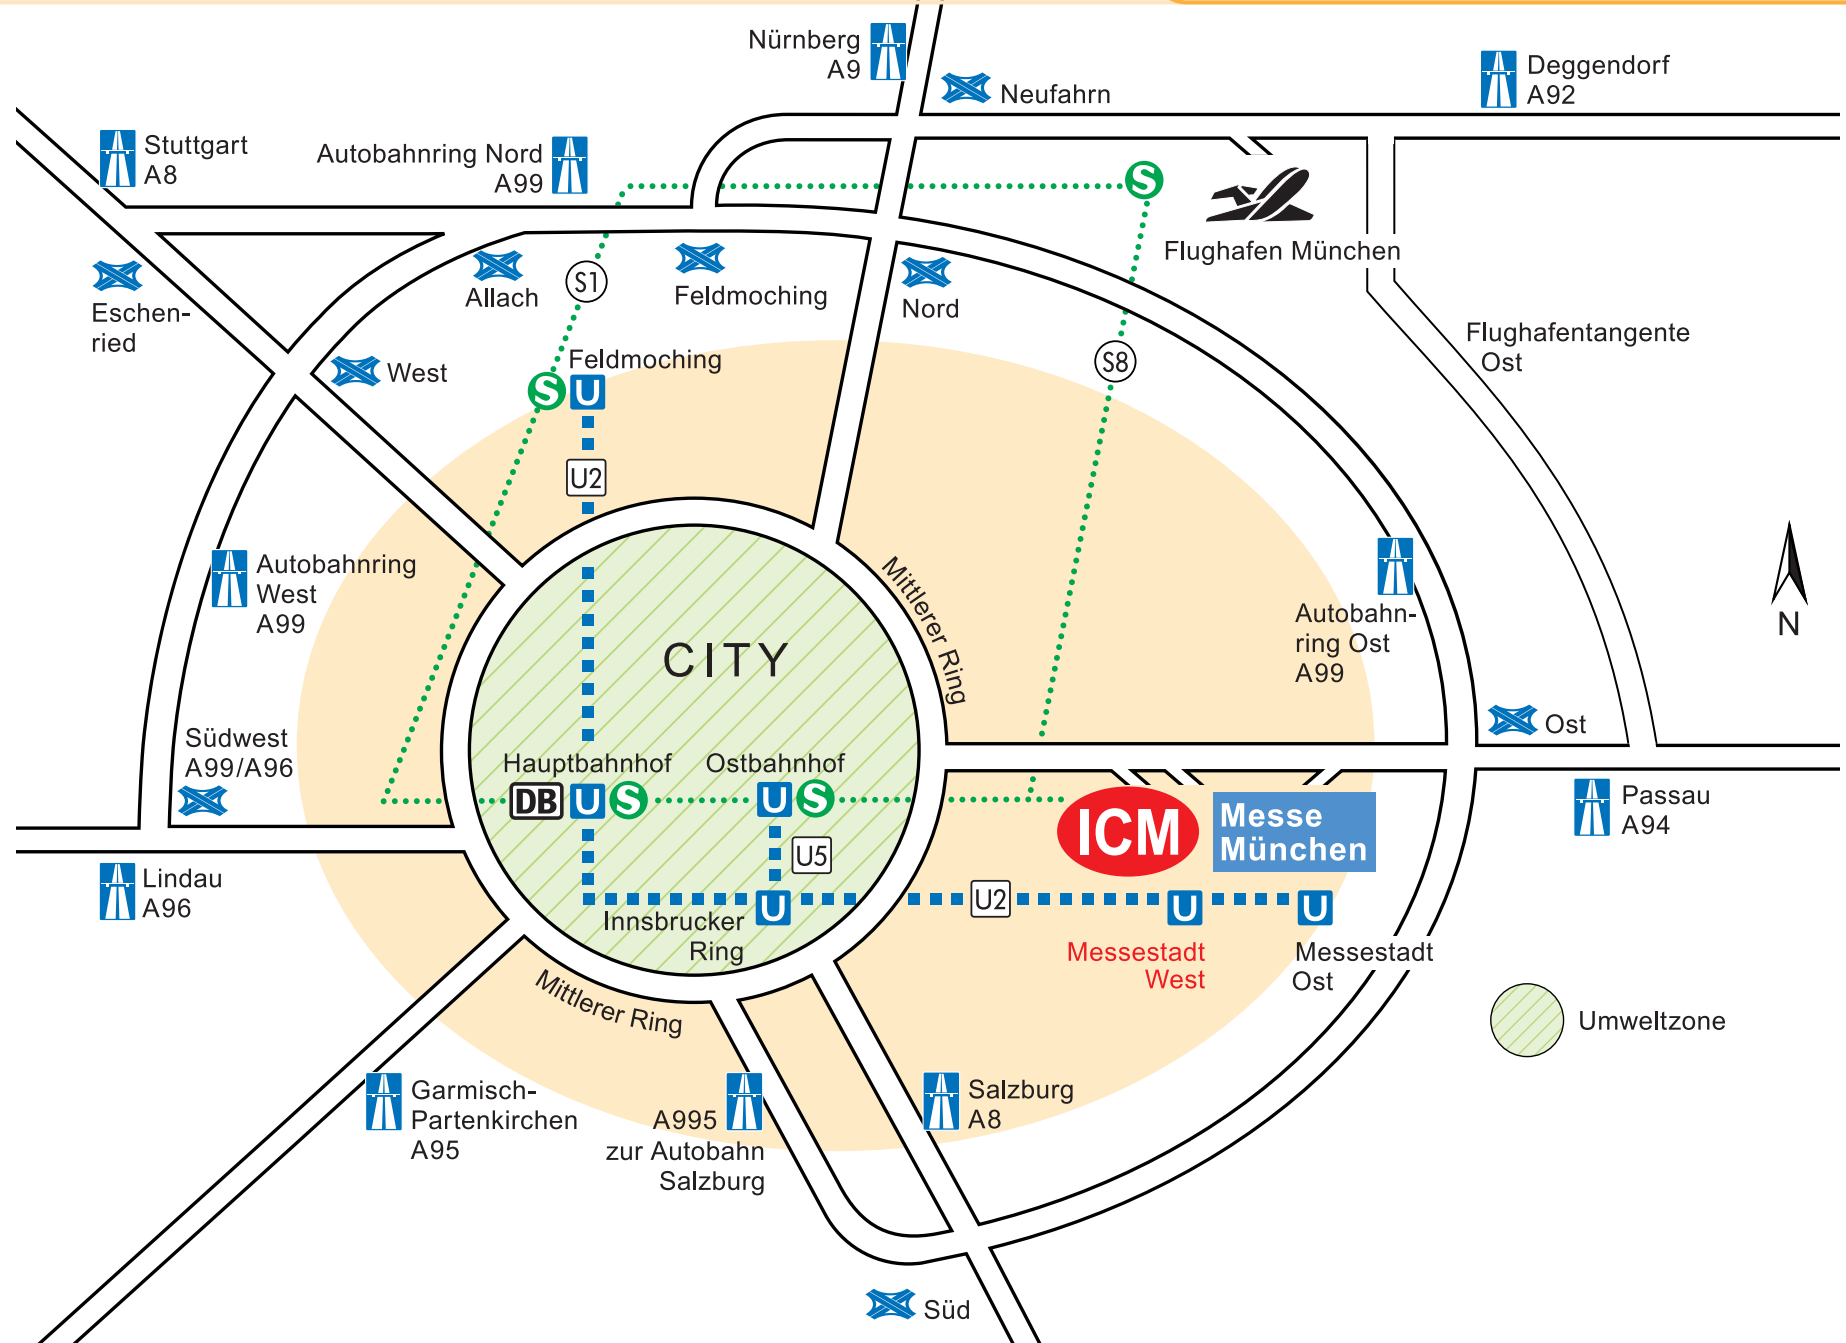 Nürnberg
A9
Neufahrn
Deggendorf
A92
Stuttgart
A8
Autobahnring Nord
A99
S
Flughafen München
Eschen-
ried
Allach
S1
Feldmoching
Nord
West
Feldmoching
S U
U2
S8
Flughafentangente
Ost
Autobahnring
West
A99
Mittlerer Ring
CITY
Autobahn-
ring Ost
A99
N
Südwest
A99/A96
Hauptbahnhof
DB U S
Ostbahnhof
U S
U5
Ost
ICM
Messe
München
Passau
A94
Lindau
A96
Innsbrucker
Ring
U
U2
U
U
Messestadt
West
Messestadt
Ost
Mittlerer Ring
Umweltzone
Garmisch-
Partenkirchen
A95
A995
zur Autobahn
Salzburg
Salzburg
A8
Süd